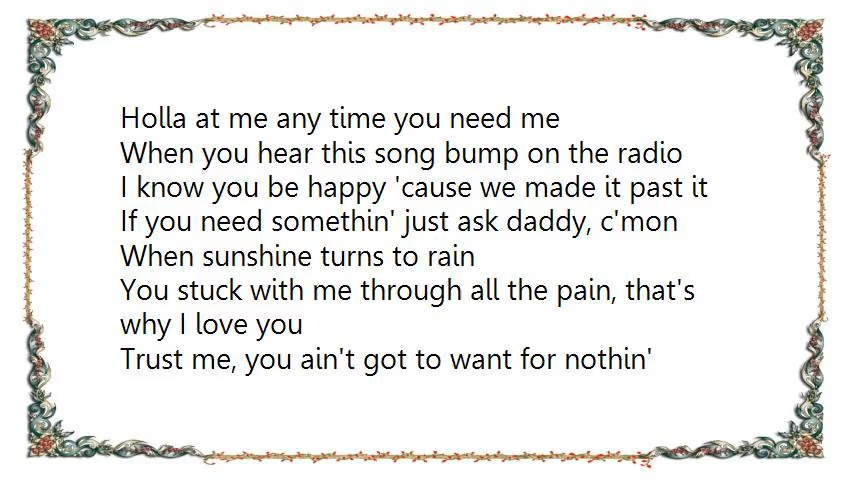 Holla at me any time you need me
When you hear this song bump on the radio
I know you be happy 'cause we made it past it
If you need somethin' just ask daddy, c'mon
When sunshine turns to rain
You stuck with me through all the pain, that's
why I love you
Trust me, you ain't got to want for nothin'